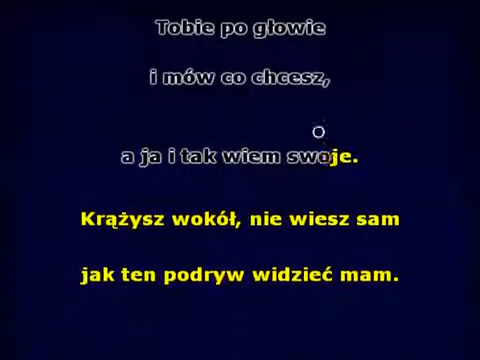 Tobie po głowie
i mów co chcesz,
a ja i tak wiem swoje.
Krążysz wokół, nie wiesz sam
jak ten podryw widzieć mam.